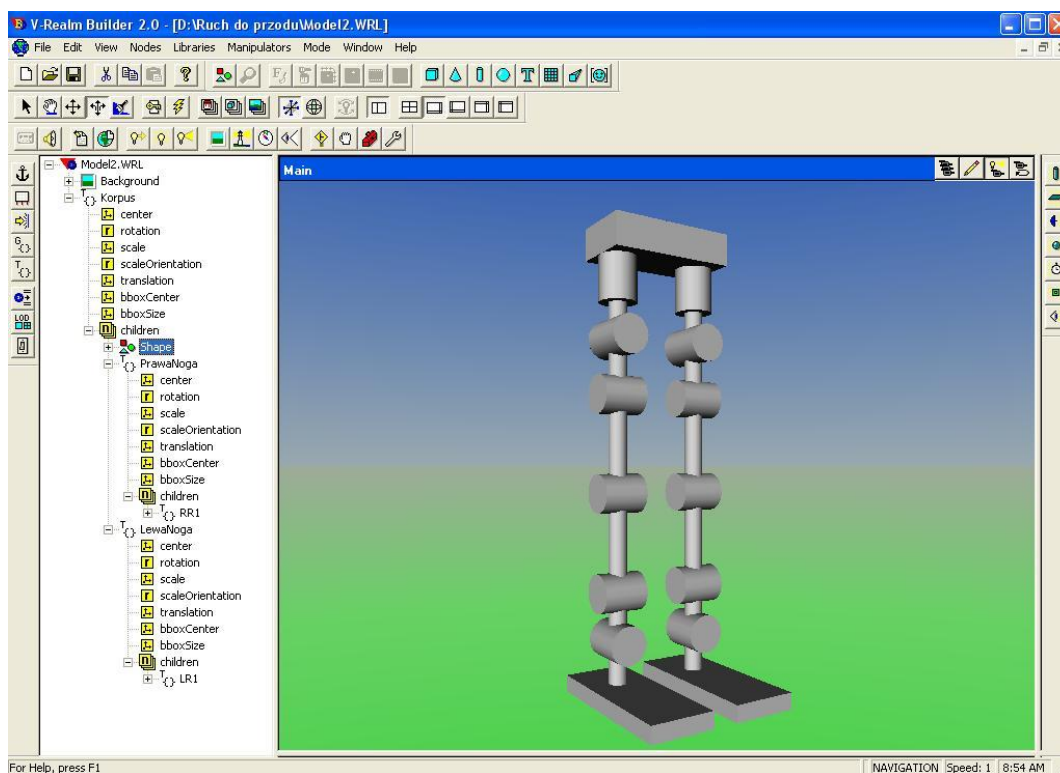 V-Realm Builder 2.0 - [D:\Ruch do przodu\Model2.WRL]
File Edit View Nodes Libraries Manipulators Mode Window Help
Model2.WRL
Background
Korpus
center
rotation
scale
scaleOrientation
translation
bboxCenter
bboxSize
children
Shape
PrawaNoga
center
rotation
scale
scaleOrientation
translation
bboxCenter
bboxSize
children
RR1
LewaNoga
center
rotation
scale
scaleOrientation
translation
bboxCenter
bboxSize
children
LR1
Main
For Help, press F1
NAVIGATION Speed: 1 8:54 AM